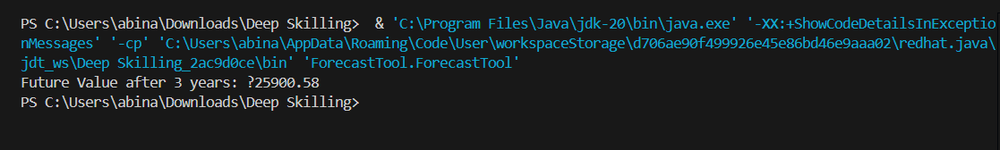 PS C:\Users\abina\Downloads\Deep Skilling>  & 'C:\Program Files\Java\jdk-20\bin\java.exe' '-XX:+ShowCodeDetailsInExceptio
nMessages' '-cp' 'C:\Users\abina\AppData\Roaming\Code\User\workspaceStorage\d706ae90f499926e45e86bd46e9aaa02\redhat.java\
jdt_ws\Deep Skilling_2ac9d0ce\bin' 'ForecastTool.ForecastTool'
Future Value after 3 years: ?25900.58
PS C:\Users\abina\Downloads\Deep Skilling>